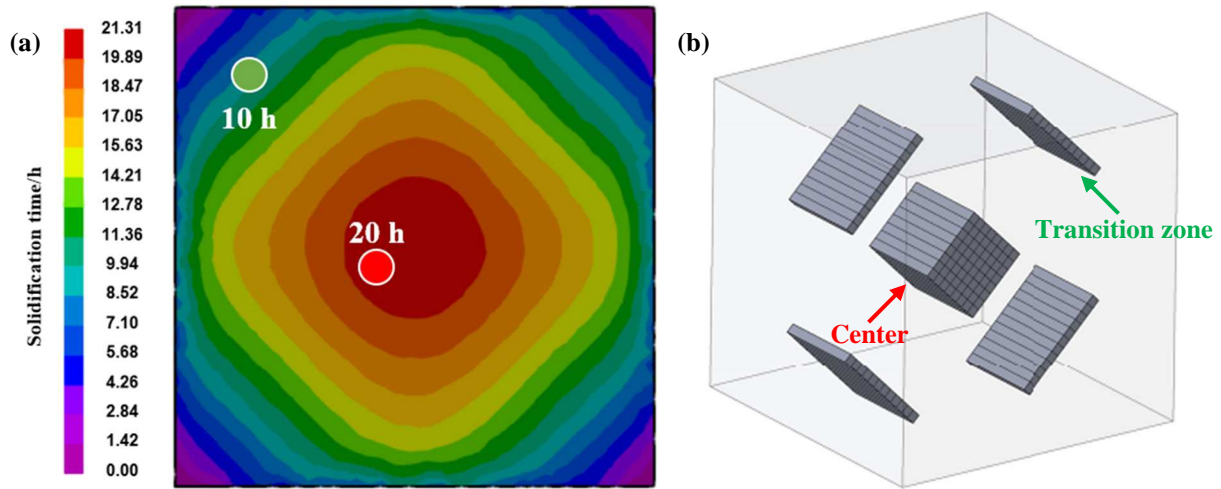 (a)
Solidification time/h
21.31
19.89
18.47
17.05
15.63
14.21
12.78
11.36
9.94
8.52
7.10
5.68
4.26
2.84
1.42
0.00
10 h
20 h
(b)
Transition zone
Center